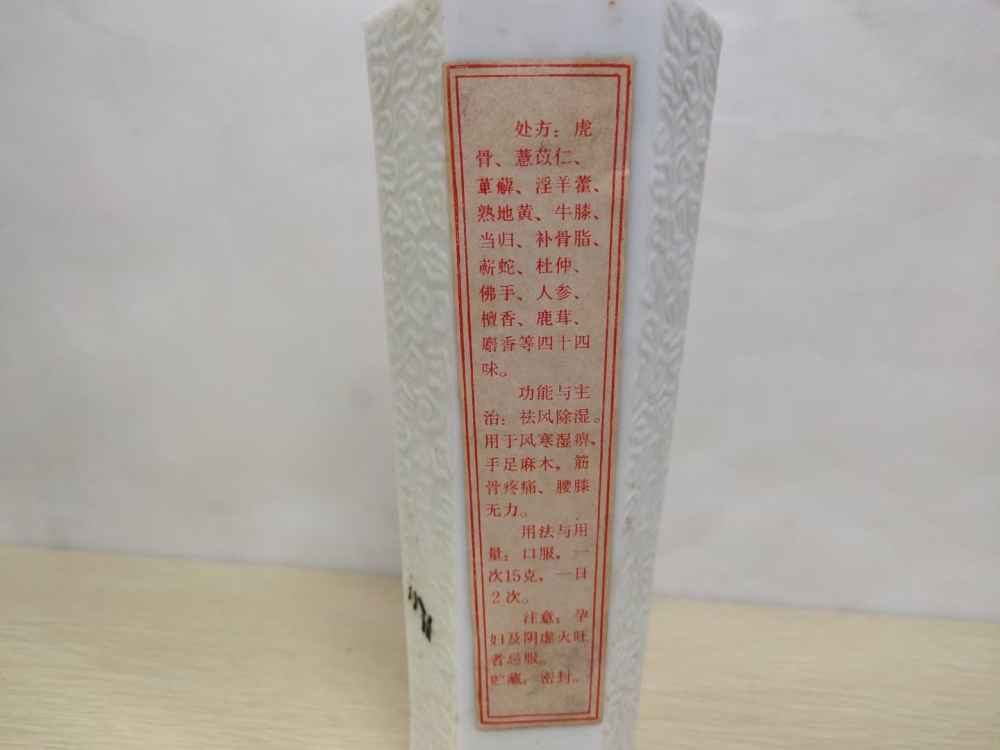 处方：虎
骨、薏苡仁、
萆薢、淫羊藿、
熟地黄、牛膝、
当归、补骨脂、
蕲蛇、杜仲、
佛手、人参、
檀香、鹿茸、
麝香等四十四
味。
功能与主
治：祛风除湿。
用于风寒湿痹，
手足麻木，筋
骨疼痛、腰膝
无力。
用法与用
量：口服，一
次15克，一日
2次。
注意：孕
妇及阴虚火旺
者忌服。
贮藏：密封。